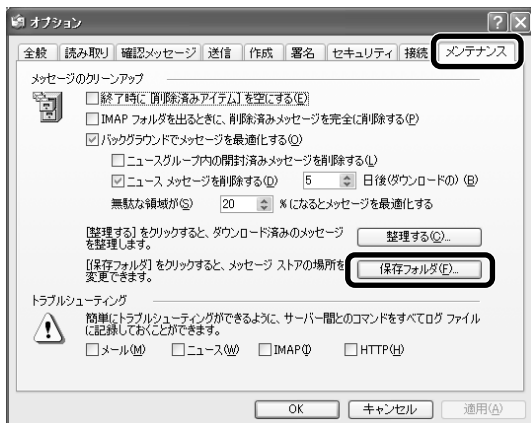 オプション
全般 読み取り 確認メッセージ 送信 作成 署名 セキュリティ 接続 メンテナンス
メッセージのクリーンアップ
終了時に [削除済みアイテム] を空にする(E)
IMAP フォルダを出るときに、削除済みメッセージを完全に削除する(P)
バックグラウンドでメッセージを最適化する(O)
ニュースグループ内の開封済みメッセージを削除する(L)
ニュース メッセージを削除する(D) 5 日後(ダウンロードの) (B)
無駄な領域が(S) 20 % になるとメッセージを最適化する
[整理する] をクリックすると、ダウンロード済みのメッセージ
を整理します。
整理する(C)...
[保存フォルダ] をクリックすると、メッセージ ストアの場所を
変更できます。
保存フォルダ(F)...
トラブルシューティング
簡単にトラブルシューティングができるように、サーバー間とのコマンドをすべてログ ファイル
に記録しておくことができます。
メール(M) ニュース(W) IMAP(I) HTTP(H)
OK キャンセル 適用(A)